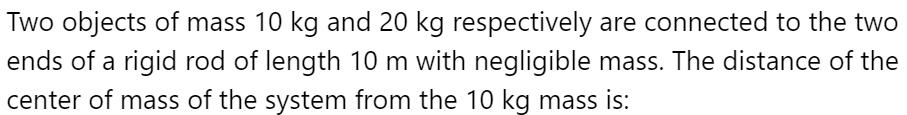 Two objects of mass 10 kg and 20 kg respectively are connected to the two
ends of a rigid rod of length 10 m with negligible mass. The distance of the
center of mass of the system from the 10 kg mass is: